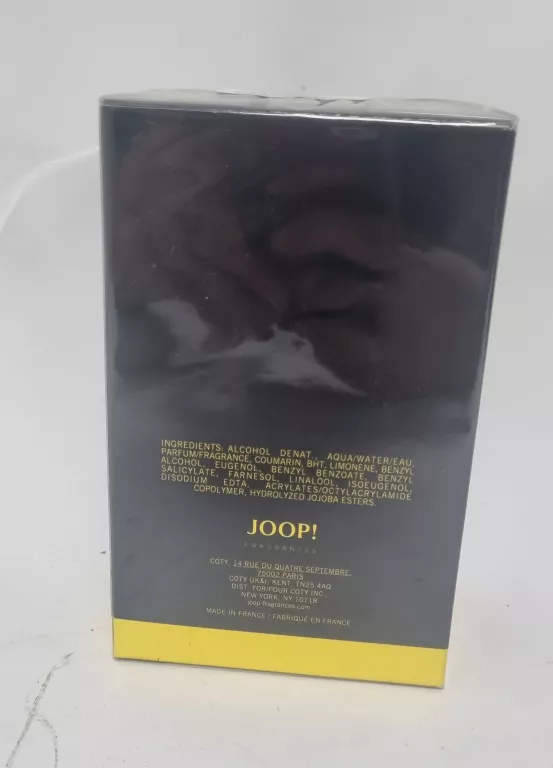 INGREDIENTS: ALCOHOL DENAT., AQUA/WATER/EAU,
PARFUM/FRAGRANCE, COUMARIN, BHT, LIMONENE, BENZYL
ALCOHOL, EUGENOL, BENZYL BENZOATE, BENZYL
SALICYLATE, FARNESOL, LINALOOL, ISOEUGENOL,
DISODIUM EDTA, ACRYLATES/OCTYLACRYLAMIDE
COPOLYMER, HYDROLYZED JOJOBA ESTERS.
JOOP!
FRAGRANCES
COTY, 14 RUE DU QUATRE SEPTEMBRE,
75002 PARIS
COTY UK&I, KENT, TN25 4AQ
DIST. FOR/POUR COTY INC.,
NEW YORK, NY 10118
joop-fragrances.com
MADE IN FRANCE / FABRIQUÉ EN FRANCE